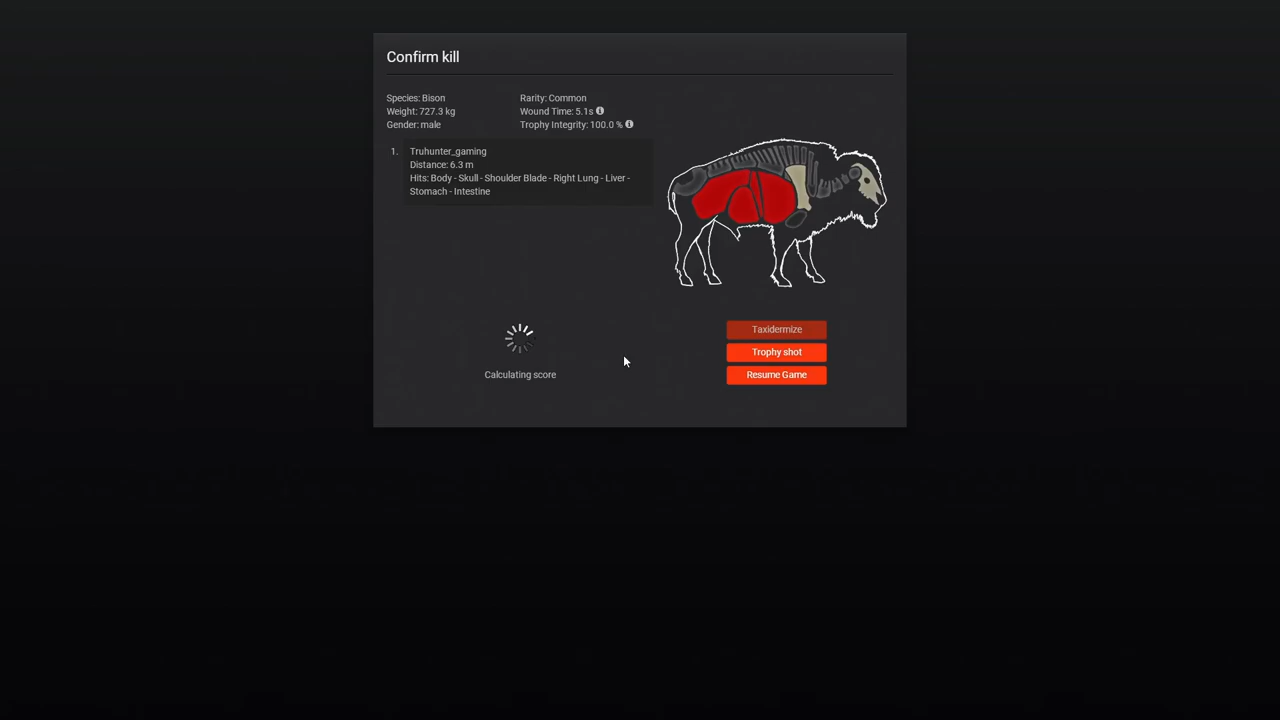 Confirm kill
Species: Bison
Rarity: Common
Weight: 727.3 kg
Wound Time: 5.1s
Gender: male
Trophy Integrity: 100.0 %
1.
Truhunter_gaming
Distance: 6.3 m
Hits: Body - Skull - Shoulder Blade - Right Lung - Liver -
Stomach - Intestine
Calculating score
Taxidermize
Trophy shot
Resume Game